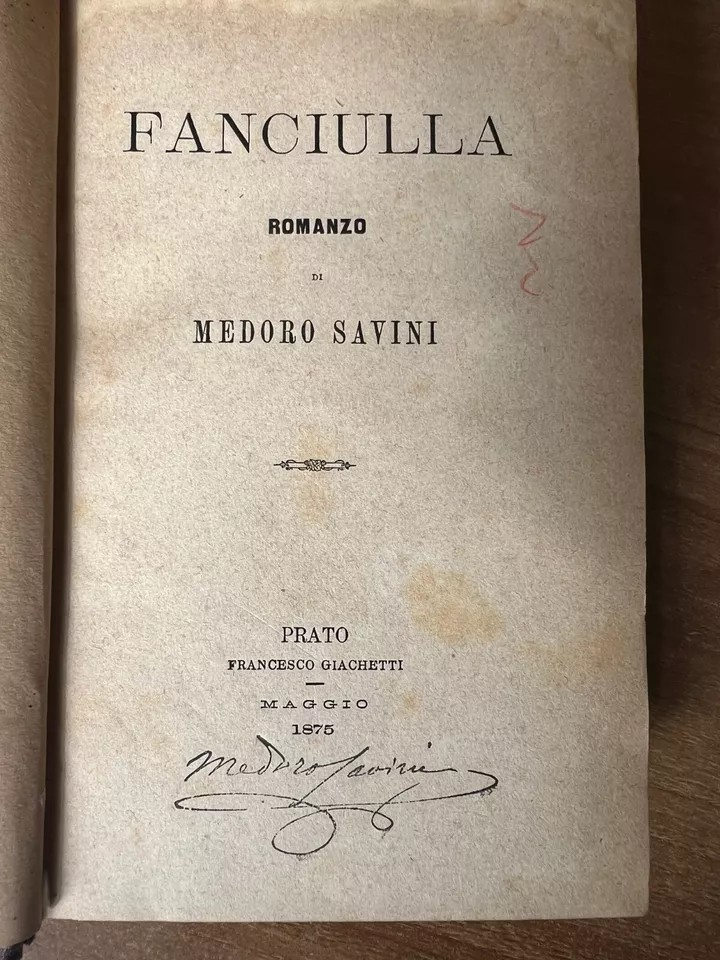 FANCIULLA
ROMANZO
DI
MEDORO SAVINI
PRATO
FRANCESCO GIACHETTI
MAGGIO
1875
Medoro Savini